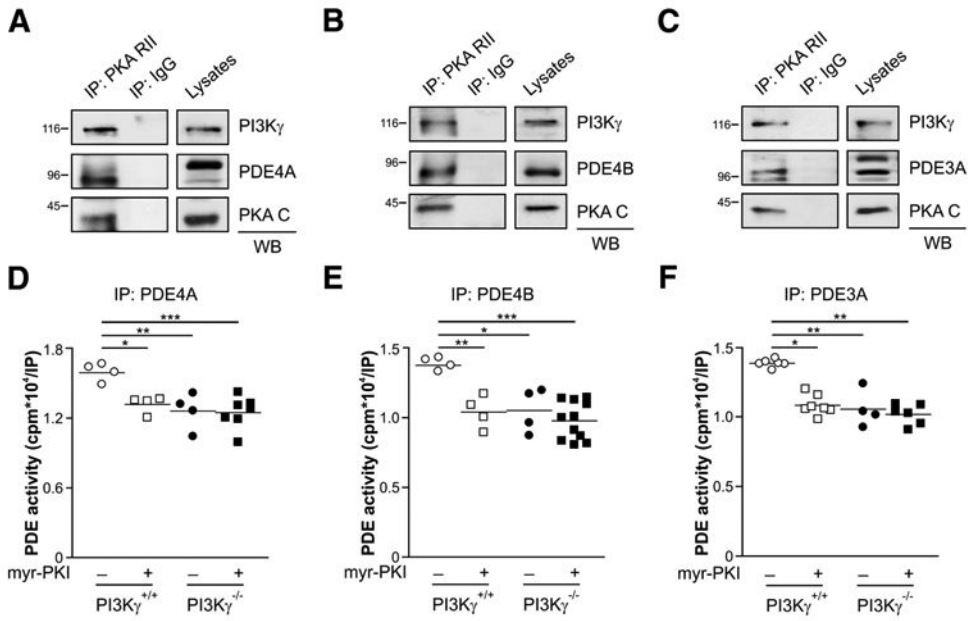 A
IP: PKA RII
IP: IgG
Lysates
116–
PI3Kγ
96–
PDE4A
45–
PKA C
WB
B
IP: PKA RII
IP: IgG
Lysates
116–
PI3Kγ
96–
PDE4B
45–
PKA C
WB
C
IP: PKA RII
IP: IgG
Lysates
116–
PI3Kγ
96–
PDE3A
45–
PKA C
WB
D
IP: PDE4A
***
**
*
PDE activity (cpm*10⁴/IP)
1.8
1.2
0.6
0
myr-PKI – + – +
PI3Kγ+/+ PI3Kγ-/-
E
IP: PDE4B
***
*
**
PDE activity (cpm*10⁴/IP)
1.5
1.0
0.5
0
myr-PKI – + – +
PI3Kγ+/+ PI3Kγ-/-
F
IP: PDE3A
**
**
*
PDE activity (cpm*10⁴/IP)
1.5
1.0
0.5
0
myr-PKI – + – +
PI3Kγ+/+ PI3Kγ-/-